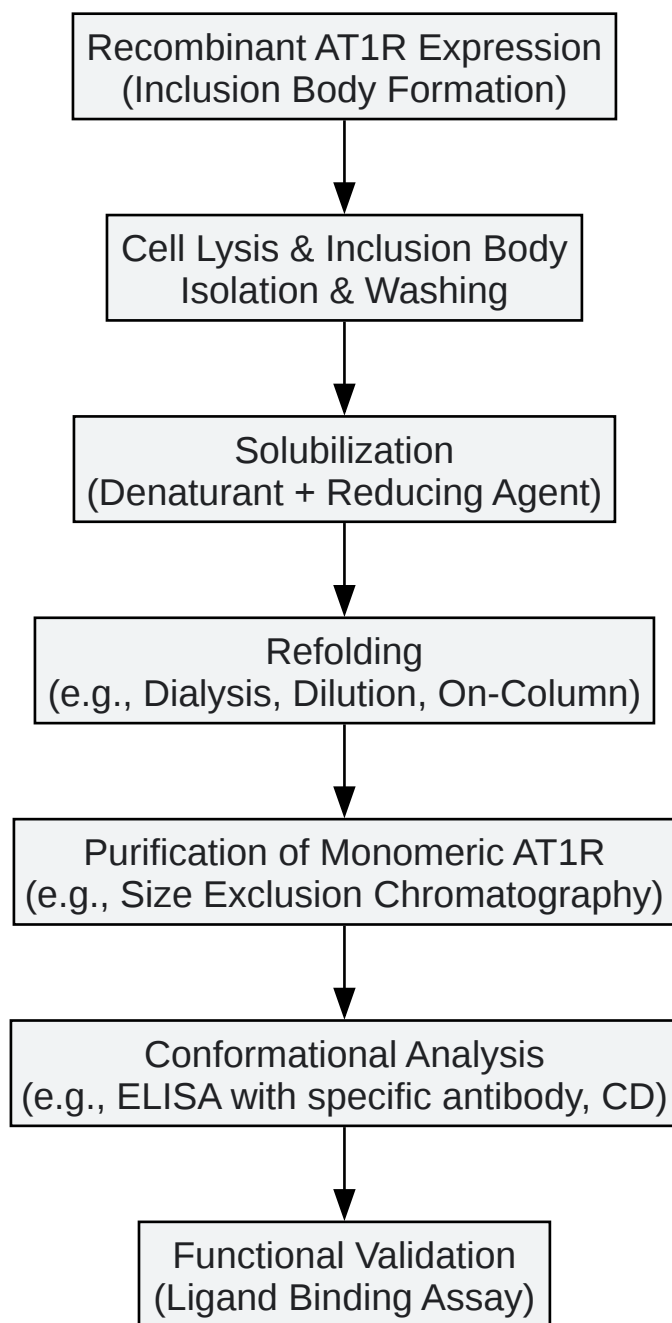 Recombinant AT1R Expression
(Inclusion Body Formation)
Cell Lysis & Inclusion Body
Isolation & Washing
Solubilization
(Denaturant + Reducing Agent)
Refolding
(e.g., Dialysis, Dilution, On-Column)
Purification of Monomeric AT1R
(e.g., Size Exclusion Chromatography)
Conformational Analysis
(e.g., ELISA with specific antibody, CD)
Functional Validation
(Ligand Binding Assay)